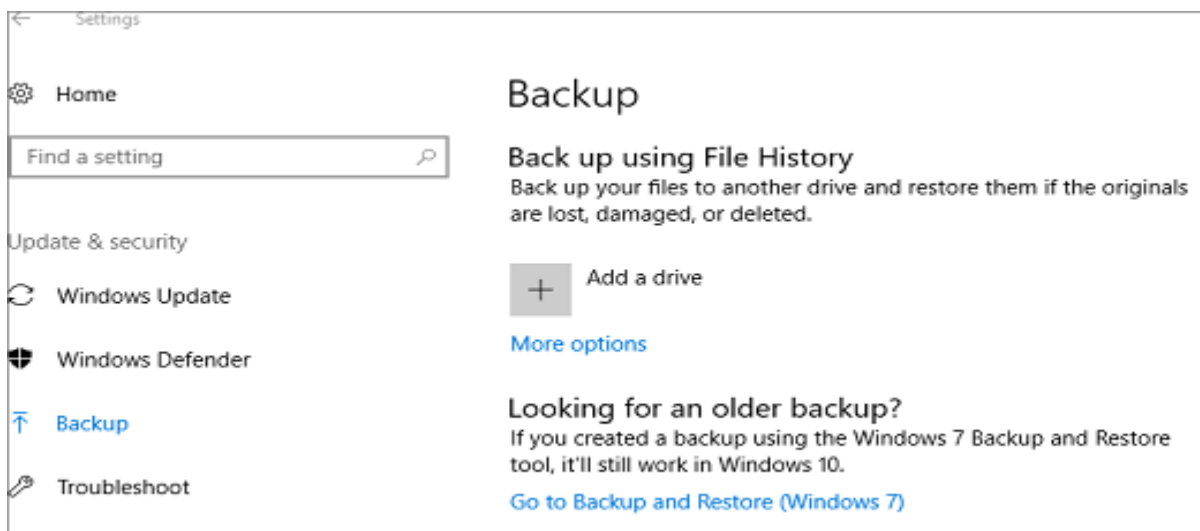 Settings
Home
Find a setting
Update & security
Windows Update
Windows Defender
Backup
Troubleshoot
Backup
Back up using File History
Back up your files to another drive and restore them if the originals
are lost, damaged, or deleted.
Add a drive
More options
Looking for an older backup?
If you created a backup using the Windows 7 Backup and Restore
tool, it'll still work in Windows 10.
Go to Backup and Restore (Windows 7)